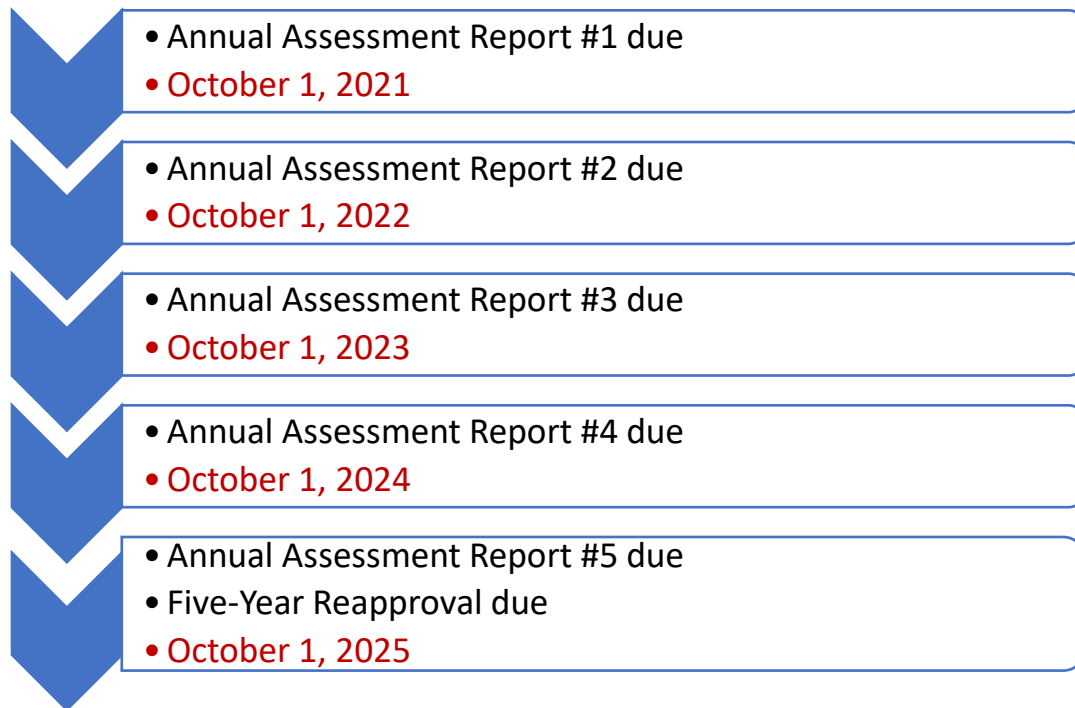 • Annual Assessment Report #1 due
• October 1, 2021
• Annual Assessment Report #2 due
• October 1, 2022
• Annual Assessment Report #3 due
• October 1, 2023
• Annual Assessment Report #4 due
• October 1, 2024
• Annual Assessment Report #5 due
• Five-Year Reapproval due
• October 1, 2025